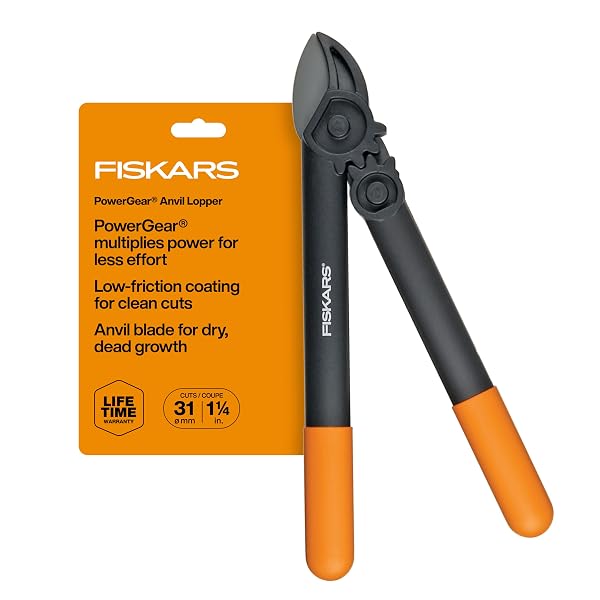 FISKARS
PowerGear® Anvil Lopper
PowerGear®
multiplies power for
less effort
Low-friction coating
for clean cuts
Anvil blade for dry,
dead growth
LIFE
TIME
WARRANTY
CUTS / COUPE
31 1¼
ømm in.
FISKARS®